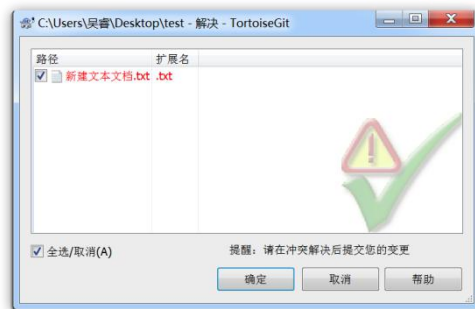 C:\Users\吴睿\Desktop\test - 解决 - TortoiseGit
路径 扩展名
新建文本文档.txt .txt
全选/取消(A)
提醒：请在冲突解决后提交您的变更
确定 取消 帮助